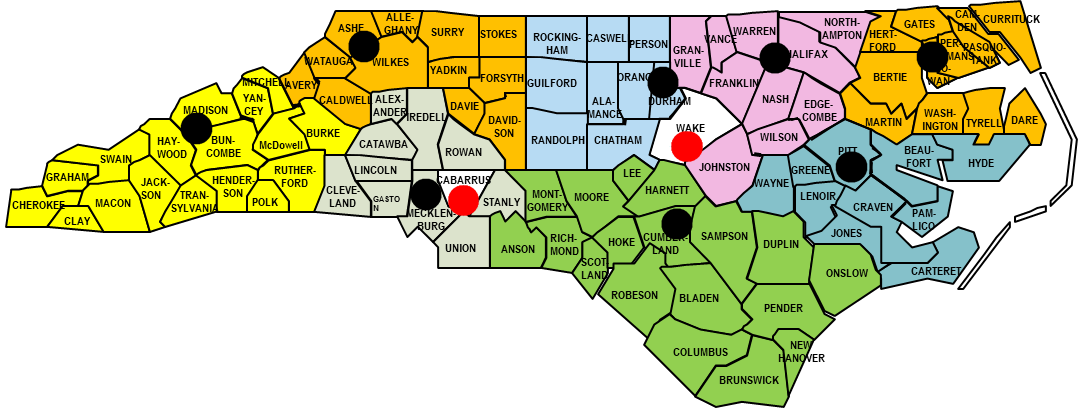 ASHE
ALLE-
GHANY
SURRY
STOKES
ROCKING-
HAM
CASWEL
PERSON
GRAN-
VILLE
VANCE
WARREN
NORTH-
AMPTON
HALIFAX
HERT-
FORD
GATES
CAM-
DEN
CURRITUCK
PASQUO-
TANK
PER-
QUIMANS
CHO-
WAN
BERTIE
WATAUGA
WILKES
YADKIN
FORSYTH
GUILFORD
ORANGE
DURHAM
ALA-
MANCE
FRANKLIN
NASH
EDGE-
COMBE
MARTIN
WASH-
INGTON
TYRELL
DARE
MITCHELL
AVERY
YAN-
CEY
MADISON
CALDWELL
ALEX-
ANDER
IREDELL
DAVIE
DAVID-
SON
RANDOLPH
CHATHAM
WAKE
WILSON
JOHNSTON
BURKE
McDowell
BUN-
COMBE
HAY-
WOOD
SWAIN
GRAHAM
CHEROKEE
CLAY
MACON
JACK-
SON
TRAN-
SYLVANIA
HENDER-
SON
POLK
RUTHER-
FORD
CLEVE-
LAND
LINCOLN
GASTO
N
CATAWBA
ROWAN
CABARRUS
MECKLEN-
BURG
STANLY
UNION
ANSON
MONT-
GOMERY
MOORE
LEE
HARNETT
RICH-
MOND
SCOT-
LAND
HOKE
CUMBER-
LAND
SAMPSON
DUPLIN
WAYNE
GREENE
PITT
LENOIR
CRAVEN
JONES
BEAU-
FORT
HYDE
PAM-
LICO
CARTERET
ONSLOW
PENDER
ROBESON
BLADEN
COLUMBUS
BRUNSWICK
NEW
HANOVER